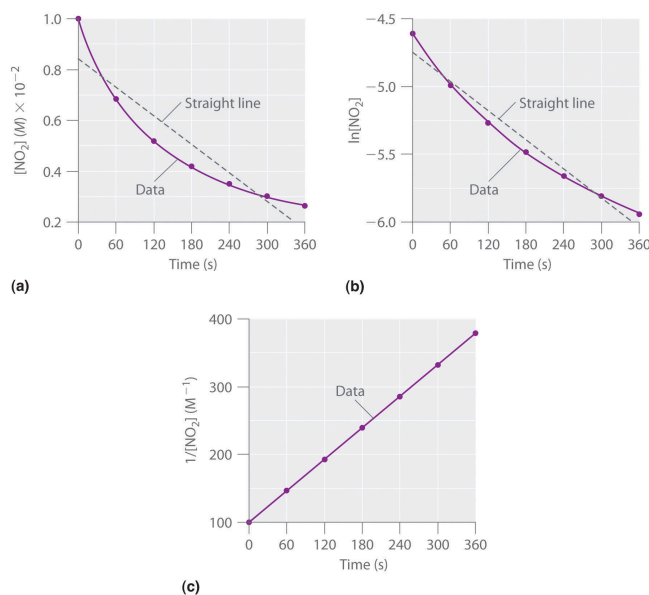 1.0
0.8
0.6
0.4
0.2
[NO₂] (M) × 10⁻²
Straight line
Data
0 60 120 180 240 300 360
Time (s)
(a)
−4.5
−5.0
−5.5
−6.0
ln[NO₂]
Straight line
Data
0 60 120 180 240 300 360
Time (s)
(b)
400
300
200
100
1/[NO₂] (M⁻¹)
Data
0 60 120 180 240 300 360
Time (s)
(c)